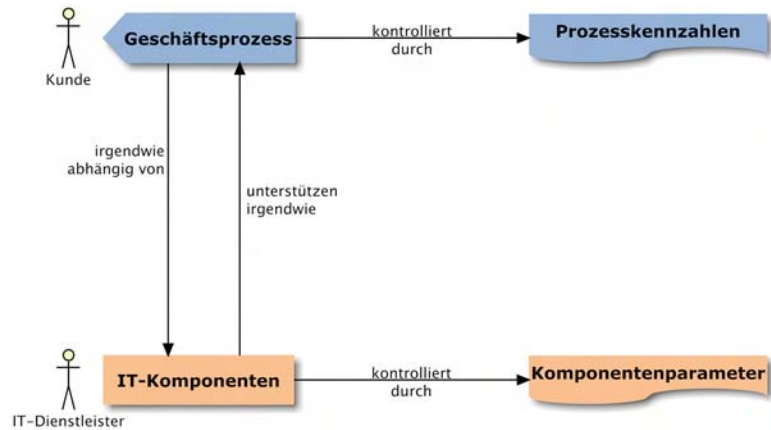 Geschäftsprozess
kontrolliert
durch
Prozesskennzahlen
Kunde
irgendwie
abhängig von
unterstützen
irgendwie
IT-Komponenten
kontrolliert
durch
Komponentenparameter
IT-Dienstleister